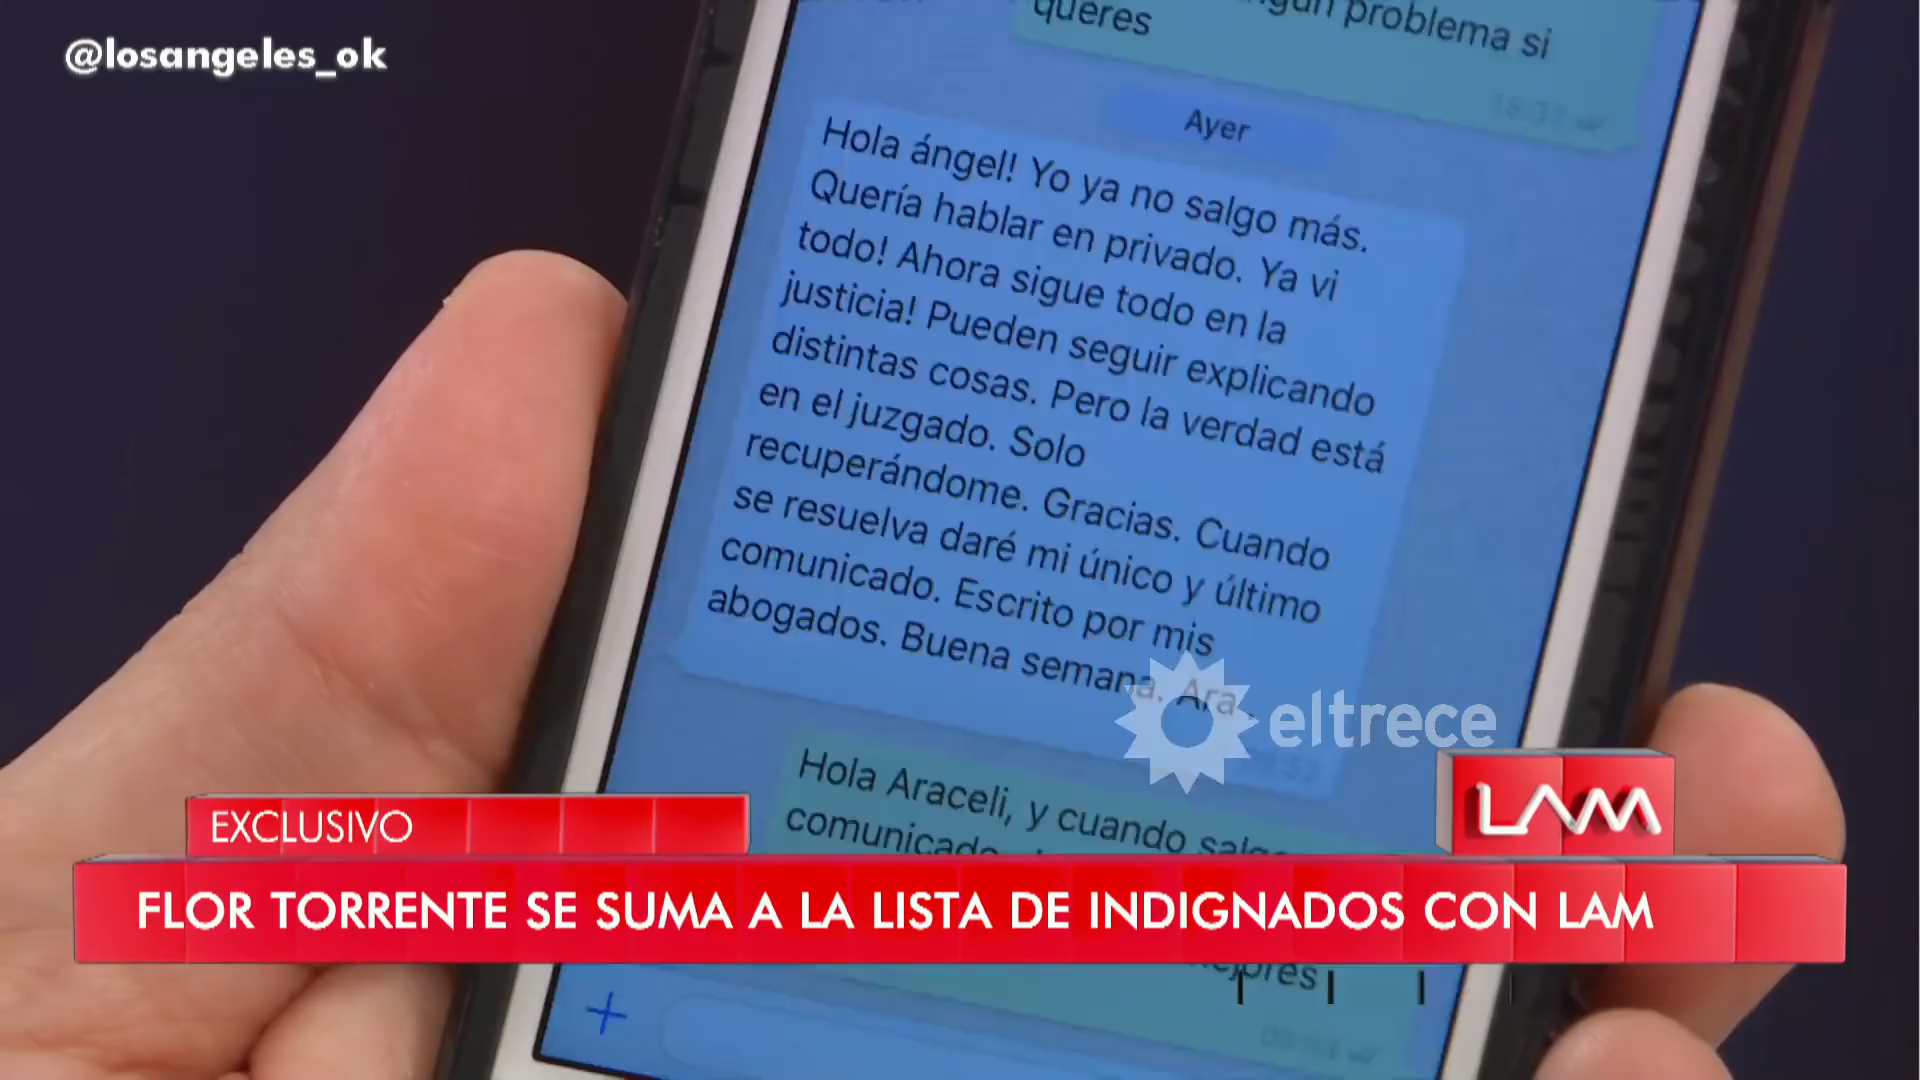 @losangeles_ok
problema si
queres
Ayer
Hola ángel! Yo ya no salgo más.
Quería hablar en privado. Ya vi
todo! Ahora sigue todo en la
justicia! Pueden seguir explicando
distintas cosas. Pero la verdad está
en el juzgado. Solo
recuperándome. Gracias. Cuando
se resuelva daré mi único y último
comunicado. Escrito por mis
abogados. Buena semana. Ara
eltrece
Hola Araceli, y cuando
LAM
EXCLUSIVO
FLOR TORRENTE SE SUMA A LA LISTA DE INDIGNADOS CON LAM